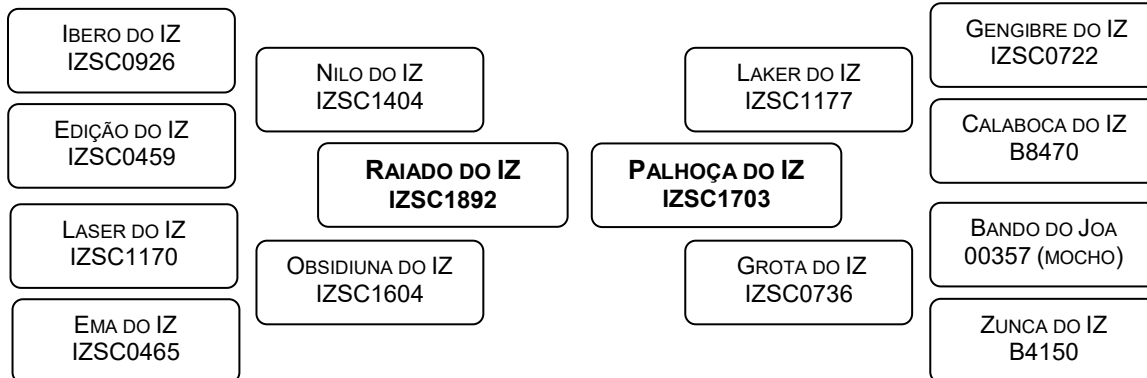 IBERO DO IZ
IZSC0926
EDIÇÃO DO IZ
IZSC0459
LASER DO IZ
IZSC1170
EMA DO IZ
IZSC0465
NILO DO IZ
IZSC1404
OBSIDIUNA DO IZ
IZSC1604
RAIADO DO IZ
IZSC1892
PALHOÇA DO IZ
IZSC1703
LAKER DO IZ
IZSC1177
GROTA DO IZ
IZSC0736
GENGIBRE DO IZ
IZSC0722
CALABOCA DO IZ
B8470
BANDO DO JOA
00357 (MOCHO)
ZUNCA DO IZ
B4150